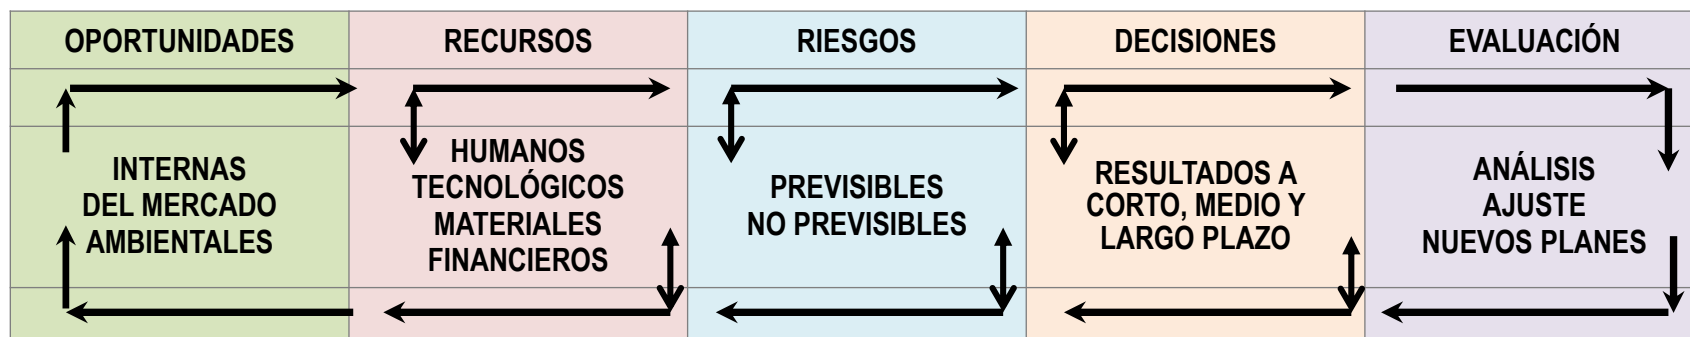 OPORTUNIDADES
RECURSOS
RIESGOS
DECISIONES
EVALUACIÓN
INTERNAS
DEL MERCADO
AMBIENTALES
HUMANOS
TECNOLÓGICOS
MATERIALES
FINANCIEROS
PREVISIBLES
NO PREVISIBLES
RESULTADOS A
CORTO, MEDIO Y
LARGO PLAZO
ANÁLISIS
AJUSTE
NUEVOS PLANES